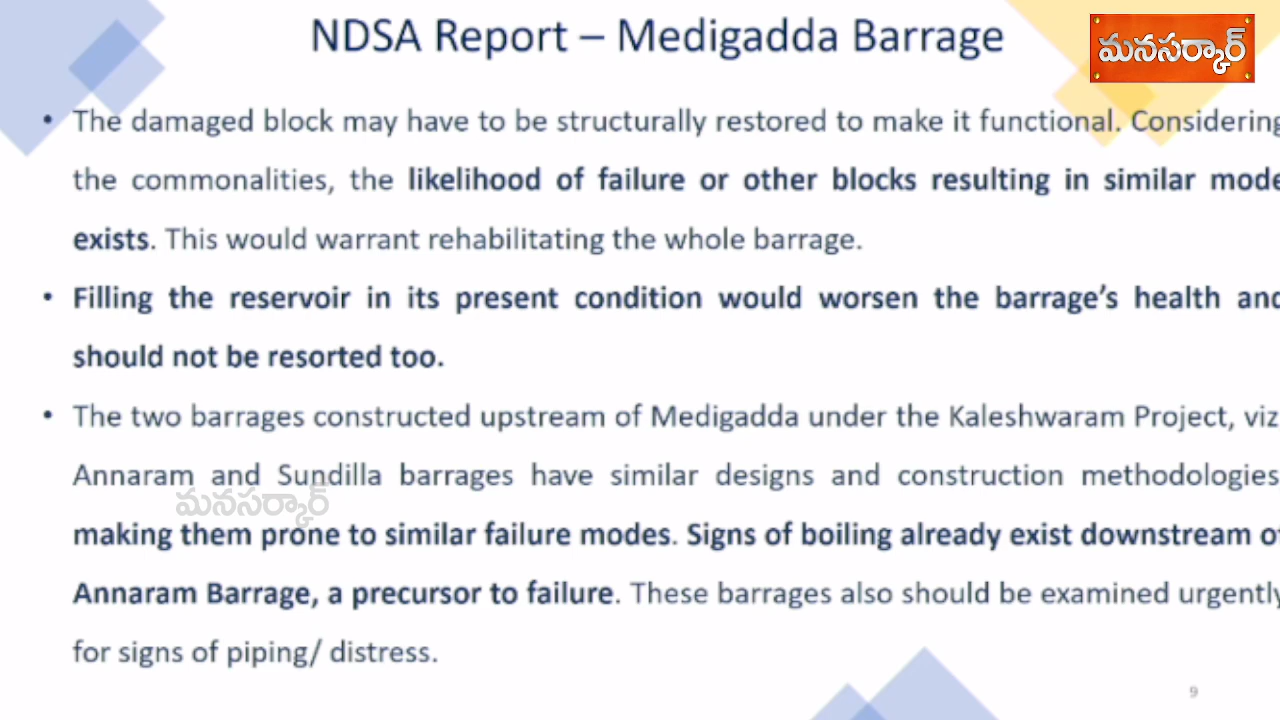 NDSA Report – Medigadda Barrage
మనసర్కార్
• The damaged block may have to be structurally restored to make it functional. Considering
the commonalities, the likelihood of failure or other blocks resulting in similar mode
exists. This would warrant rehabilitating the whole barrage.
• Filling the reservoir in its present condition would worsen the barrage's health and
should not be resorted too.
• The two barrages constructed upstream of Medigadda under the Kaleshwaram Project, viz
Annaram and Sundilla barrages have similar designs and construction methodologies
మనసర్కార్
making them prone to similar failure modes. Signs of boiling already exist downstream of
Annaram Barrage, a precursor to failure. These barrages also should be examined urgently
for signs of piping/ distress.
9